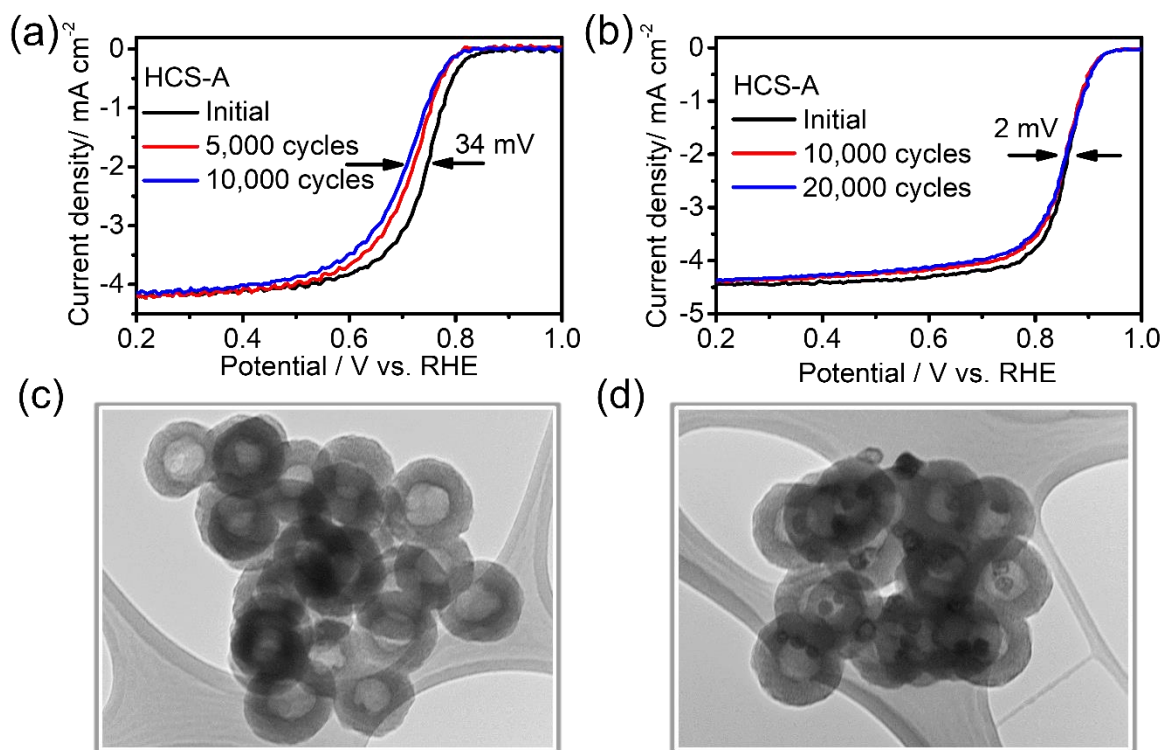 (a)
Current density/ mA cm-2
0
-1
-2
-3
-4
HCS-A
Initial
5,000 cycles
10,000 cycles
34 mV
0.2 0.4 0.6 0.8 1.0
Potential / V vs. RHE
(b)
Current density/ mA cm-2
0
-1
-2
-3
-4
-5
HCS-A
Initial
10,000 cycles
20,000 cycles
2 mV
0.2 0.4 0.6 0.8 1.0
Potential / V vs. RHE
(c)
(d)